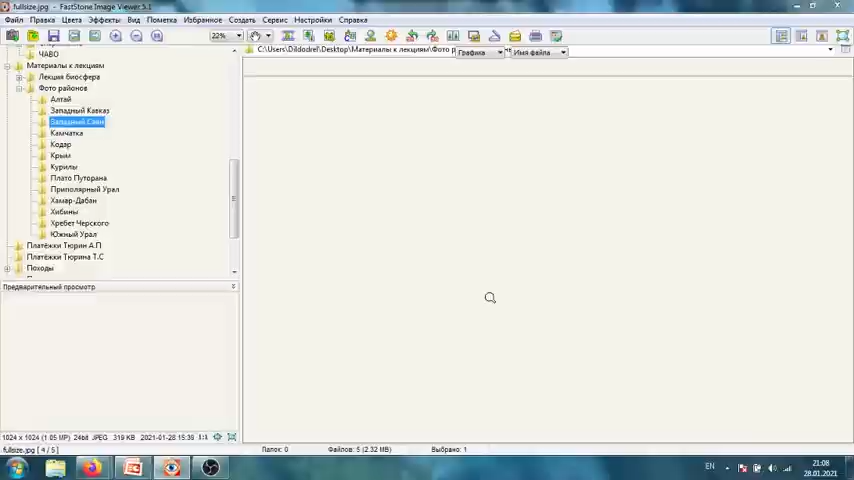 fullsize.jpg - FastStone Image Viewer 5.1
Файл Правка Цвета Эффекты Вид Пометка Избранное Создать Сервис Настройки Справка
22%
C:\Users\Dildodrel\Desktop\Материалы к лекциям\Фото р
Графика Имя файла
ЧАВО
Материалы к лекциям
Лекция биосфера
Фото районов
Алтай
Западный Кавказ
Западный Саян
Камчатка
Кодар
Крым
Курилы
Плато Путорана
Приполярный Урал
Хамар-Дабан
Хибины
Хребет Черского
Южный Урал
Платёжки Тюрин А.П
Платёжки Тюрина Т.С
Походы
Предварительный просмотр
1024 x 1024 (1.05 MP) 24bit JPEG 319 KB 2021-01-28 15:39 1:1
fullsize.jpg [ 4 / 5 ] Папок: 0 Файлов: 5 (2.32 MB) Выбрано: 1
EN 21:08
28.01.2021